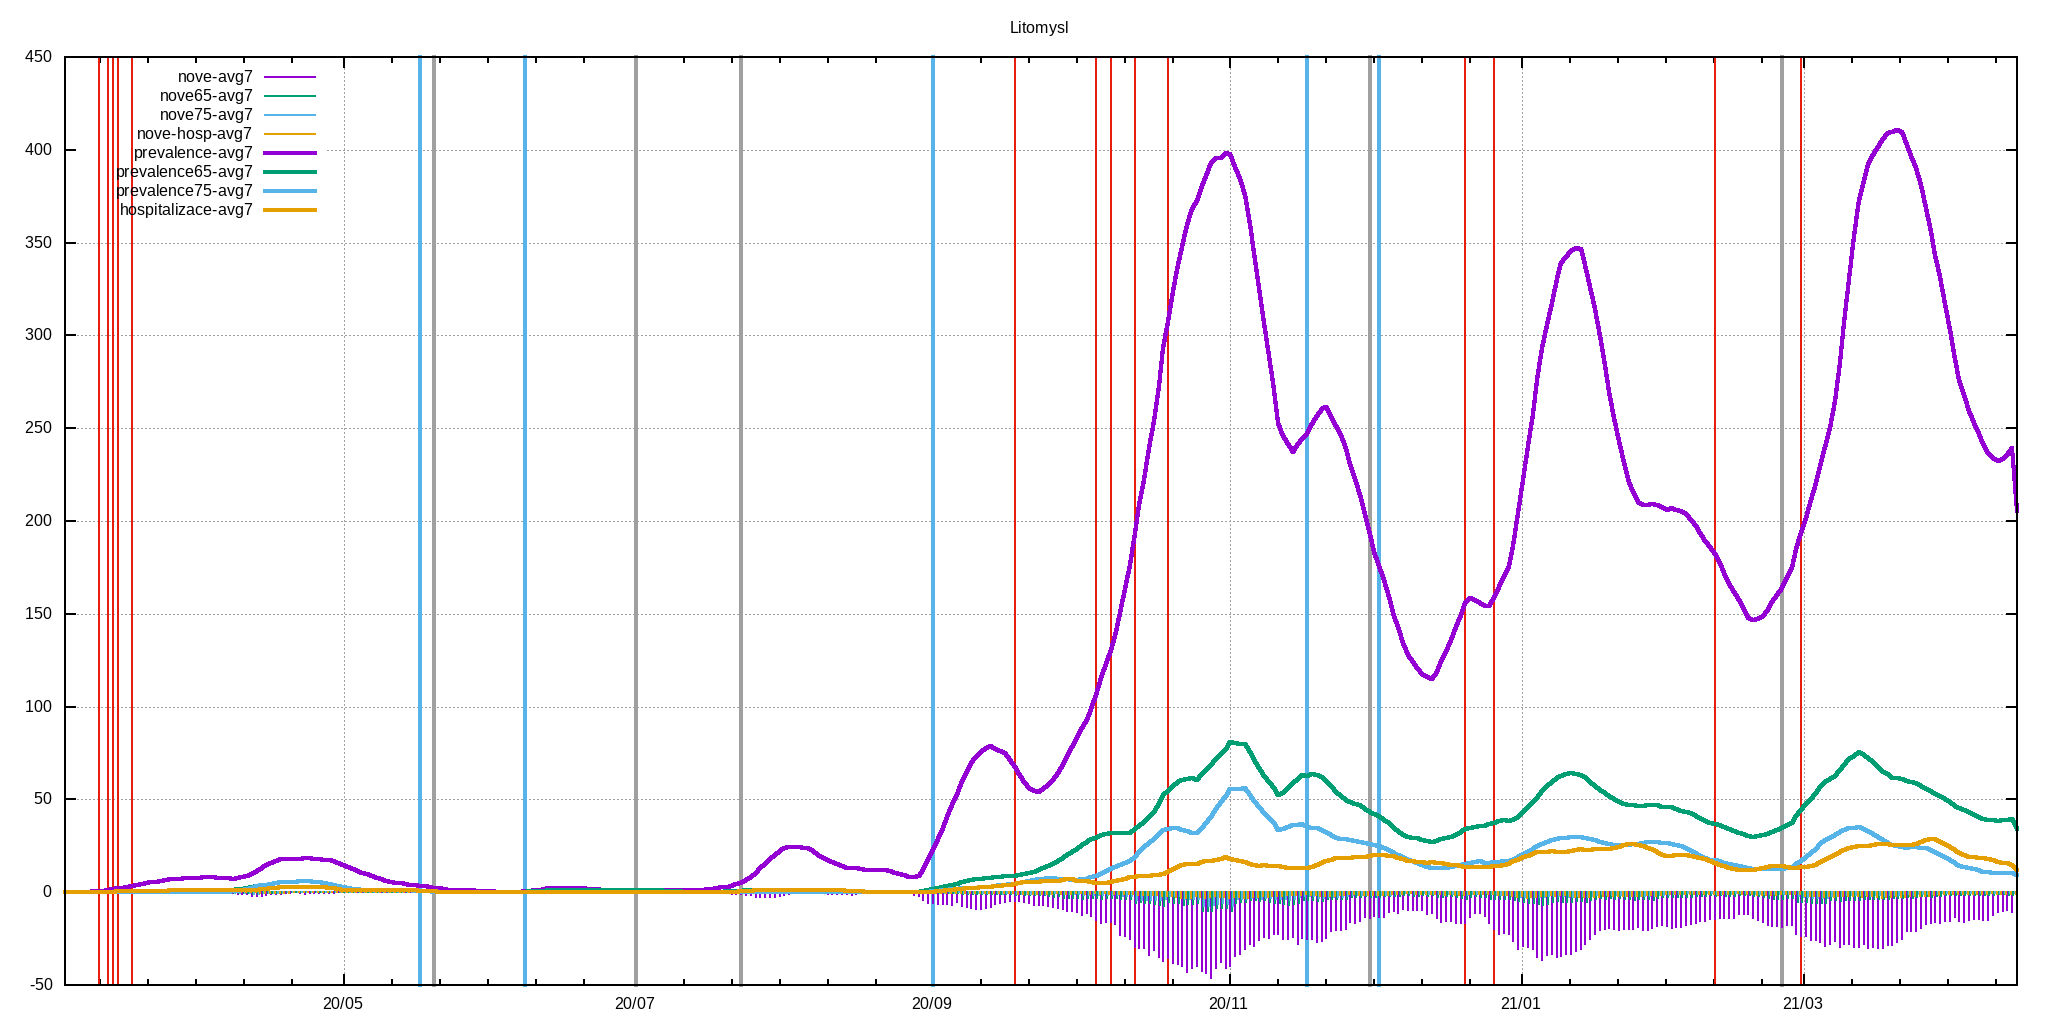 Litomysl
450
400
350
300
250
200
150
100
50
0
-50
nove-avg7
nove65-avg7
nove75-avg7
nove-hosp-avg7
prevalence-avg7
prevalence65-avg7
prevalence75-avg7
hospitalizace-avg7
20/05 20/07 20/09 20/11 21/01 21/03